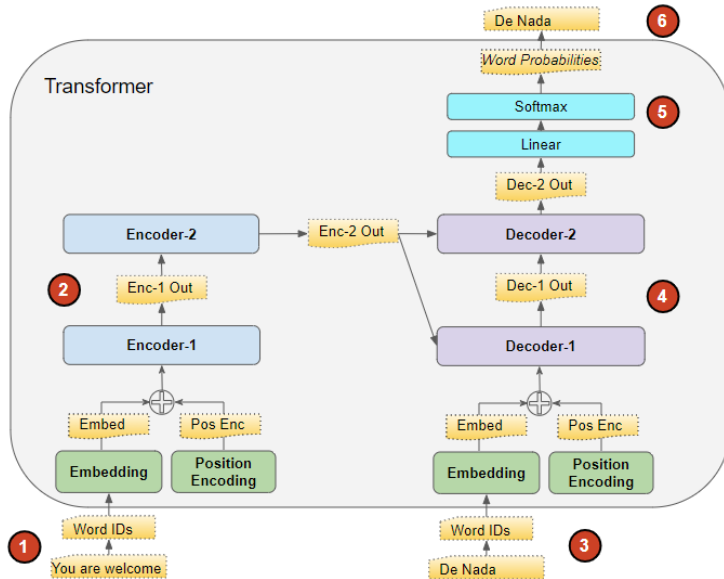 De Nada
6
Word Probabilities
Transformer
Softmax
5
Linear
Dec-2 Out
Encoder-2
Enc-2 Out
Decoder-2
2
Enc-1 Out
Dec-1 Out
4
Encoder-1
Decoder-1
Embed
Pos Enc
Embed
Pos Enc
Embedding
Position
Encoding
Embedding
Position
Encoding
1
Word IDs
Word IDs
3
You are welcome
De Nada